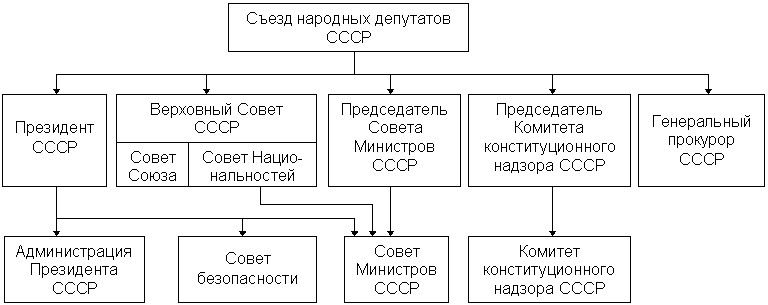 Съезд народных депутатов
СССР
Президент
СССР
Верховный Совет
СССР
Совет
Союза
Совет Нацио-
нальностей
Председатель
Совета
Министров
СССР
Председатель
Комитета
конституционного
надзора СССР
Генеральный
прокурор
СССР
Администрация
Президента
СССР
Совет
безопасности
Совет
Министров
СССР
Комитет
конституционного
надзора СССР